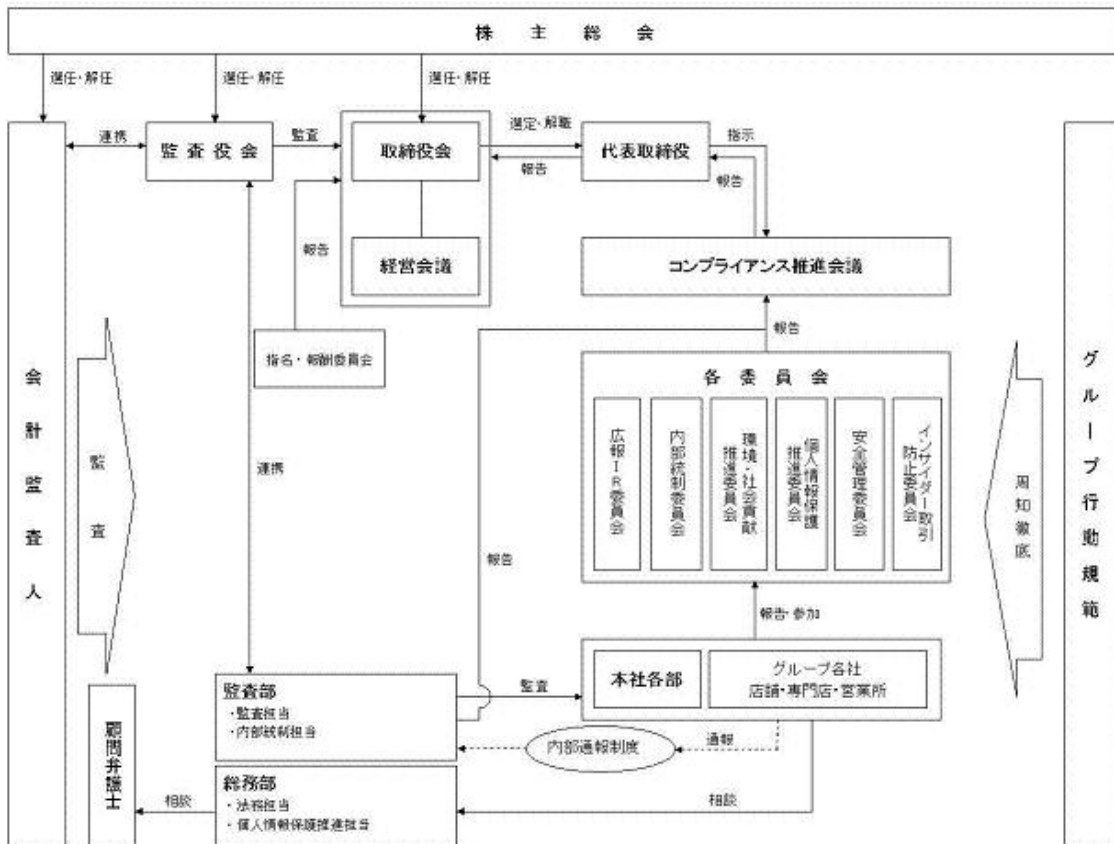 株主総会
選任・解任
選任・解任
選任・解任
会計監査人
連携
監査役会
監査
取締役会
経営会議
選定・解職
報告
代表取締役
指示
報告
コンプライアンス推進会議
報告
指名・報酬委員会
報告
各委員会
広報IR委員会
内部統制委員会
環境・社会貢献
推進委員会
個人情報保護
推進委員会
安全管理委員会
インサイダー取引
防止委員会
グループ行動規範
周知徹底
監査
連携
報告
報告・参加
本社各部
グループ各社
店舗・専門店・営業所
監査部
・監査担当
・内部統制担当
監査
内部通報制度
通報
顧問弁護士
相談
総務部
・法務担当
・個人情報保護推進担当
相談